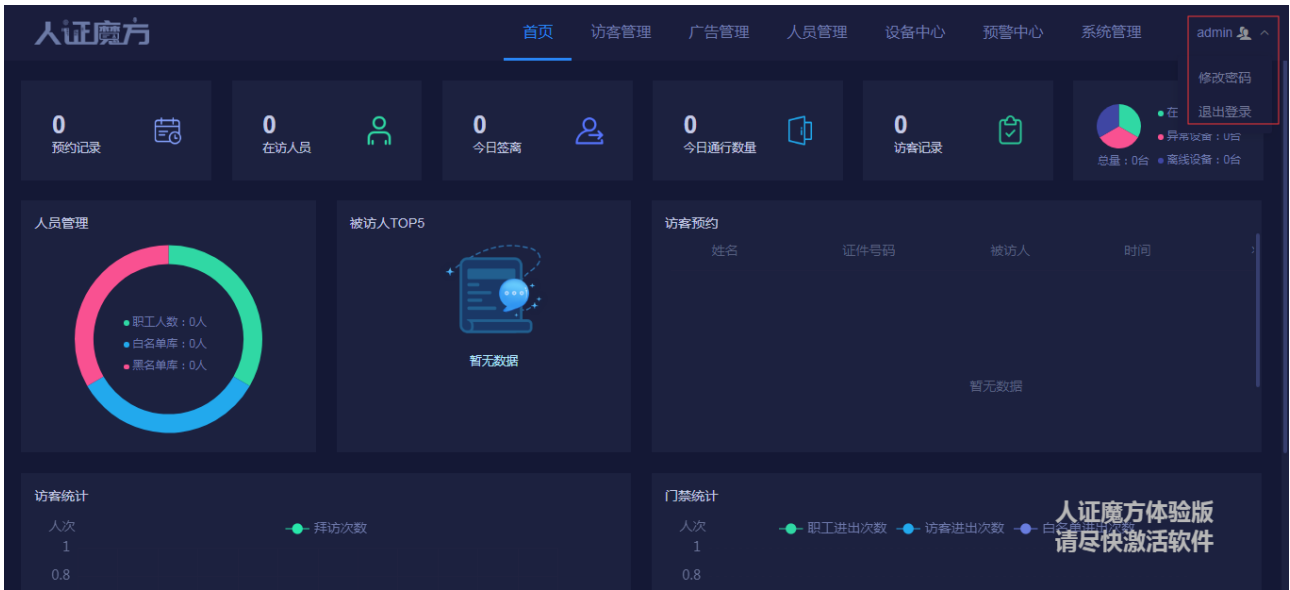 人证魔方
首页 访客管理 广告管理 人员管理 设备中心 预警中心 系统管理 admin
修改密码
退出登录
0
预约记录
0
在访人员
0
今日签离
0
今日通行数量
0
访客记录
在
异常设备：0台
总量：0台
离线设备：0台
人员管理
职工人数：0人
白名单库：0人
黑名单库：0人
被访人TOP5
暂无数据
访客预约
姓名 证件号码 被访人 时间
暂无数据
访客统计
人次
拜访次数
1
0.8
门禁统计
人次
职工进出次数 访客进出次数 白名单进出次数
1
0.8
人证魔方体验版
请尽快激活软件